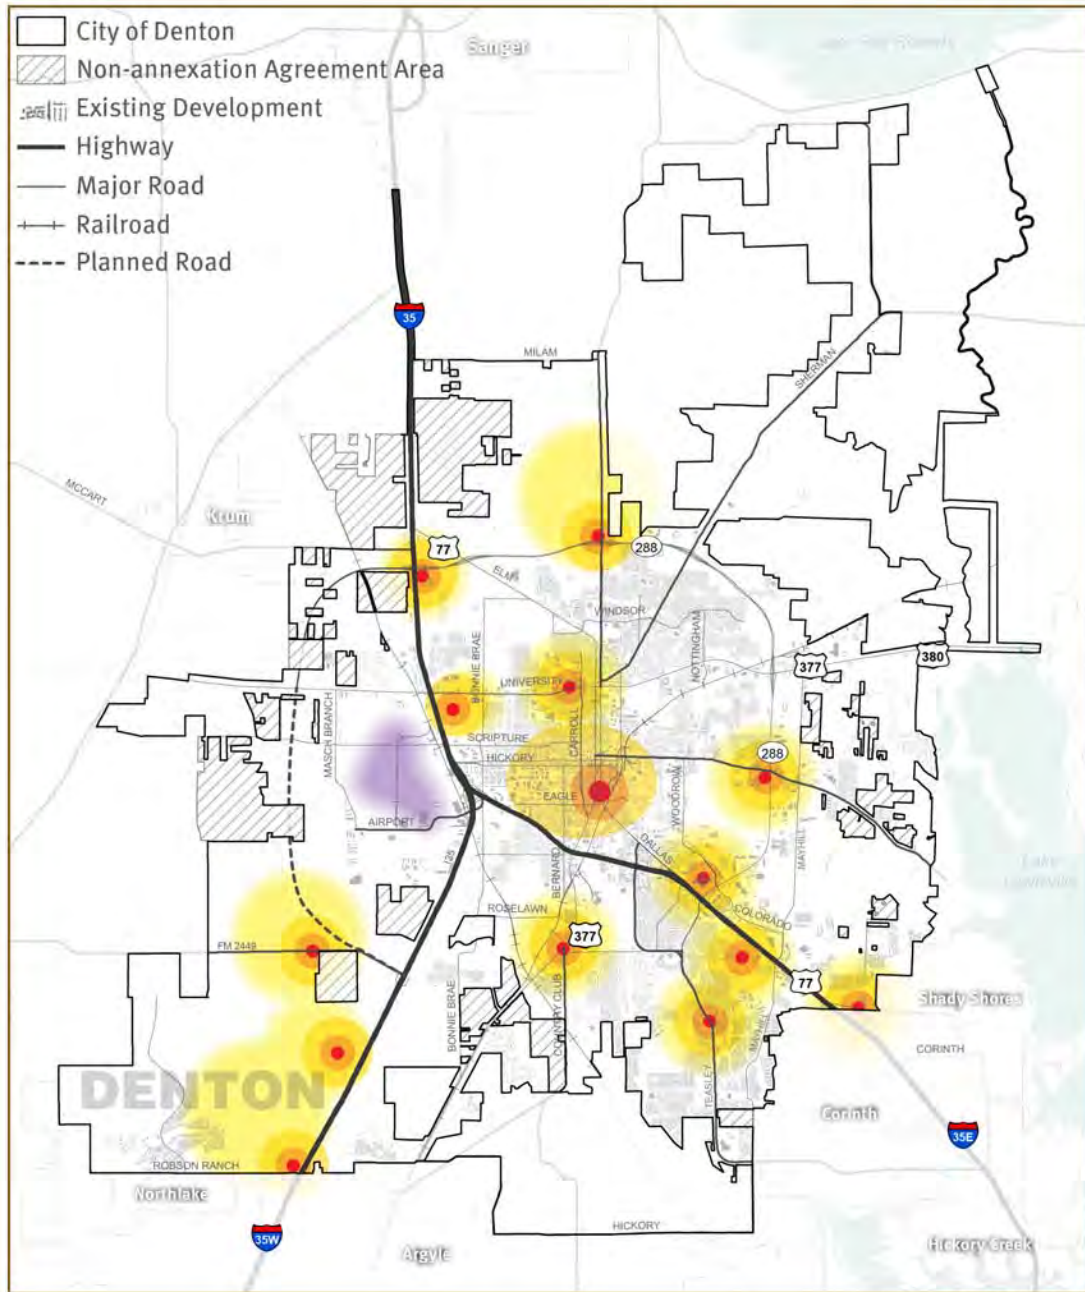 City of Denton
Non-annexation Agreement Area
Existing Development
Highway
Major Road
Railroad
Planned Road
Sanger
35
MILAM
SHERMAN
MCCART
Krum
77
288
ELM
WINDSOR
NOTTINGHAM
BONNIE BRAE
377
380
UNIVERSITY
MASCH BRANCH
SCRIPTURE
CARROLL
HICKORY
288
EAGLE
WOODROW
AIRPORT
I35
MAYHILL
DALLAS
BERNARD
Lake
Lewisville
ROSELAWN
COLORADO
377
FM 2449
77
Shady Shores
BONNIE BRAE
COUNTRY CLUB
MAYHILL
CORINTH
TEASLEY
DENTON
Corinth
35E
ROBSON RANCH
Northlake
HICKORY
35W
Argyle
Hickory Creek